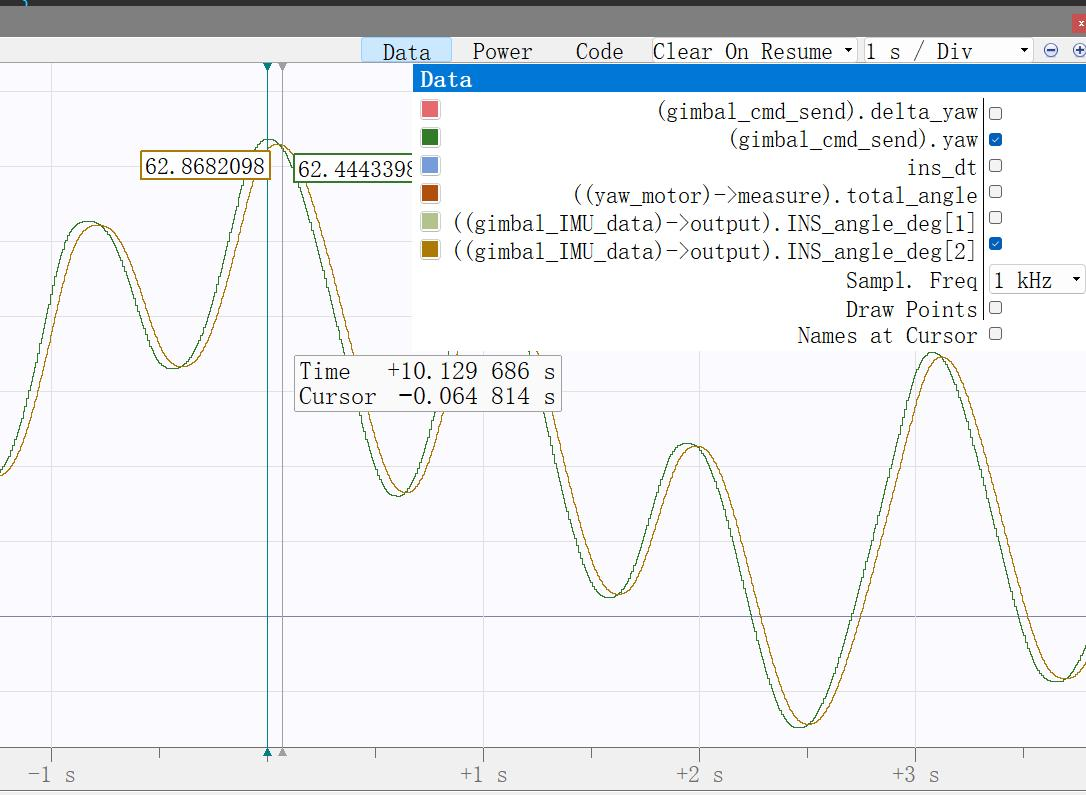 Data Power Code Clear On Resume 1 s / Div
Data
(gimbal_cmd_send).delta_yaw
(gimbal_cmd_send).yaw
ins_dt
((yaw_motor)->measure).total_angle
((gimbal_IMU_data)->output).INS_angle_deg[1]
((gimbal_IMU_data)->output).INS_angle_deg[2]
Sampl. Freq 1 kHz
Draw Points
Names at Cursor
62.8682098 62.4443398
Time +10.129 686 s
Cursor -0.064 814 s
-1 s +1 s +2 s +3 s